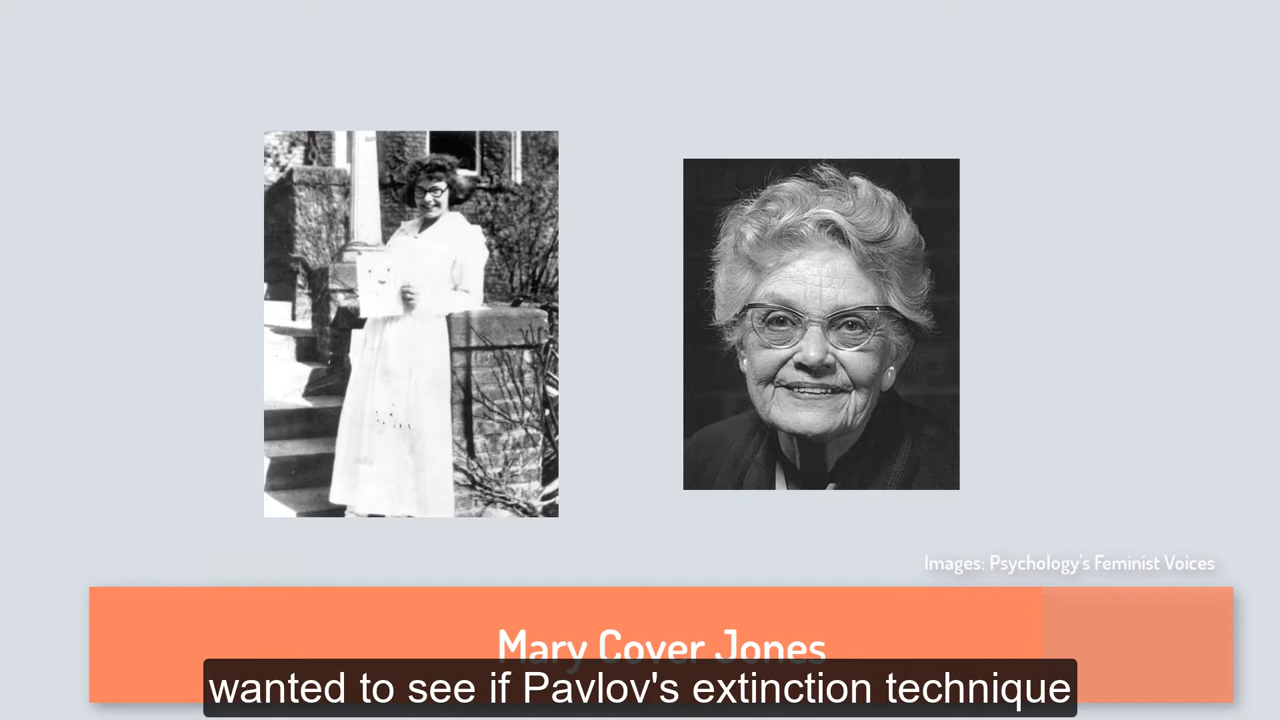 Images: Psychology's Feminist Voices
Mary Cover Jones
wanted to see if Pavlov's extinction technique